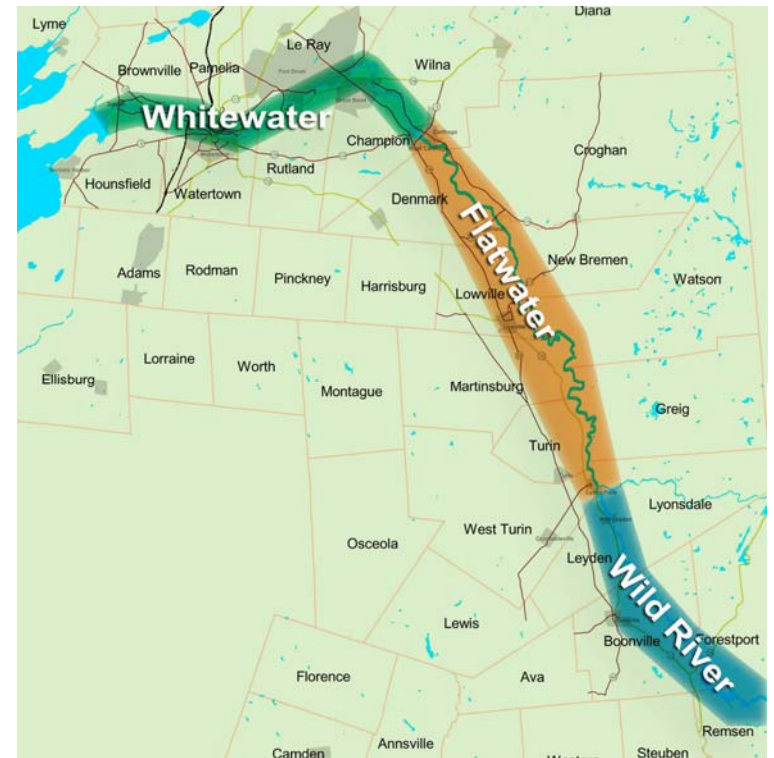 Diana
Lyme
Le Ray
Wilna
Brownville
Pamelia
Fort Drum
Whitewater
Champion
Croghan
Rutland
Hounsfield
Watertown
Denmark
Flatwater
New Bremen
Adams
Rodman
Pinckney
Harrisburg
Watson
Lowville
Lorraine
Worth
Ellisburg
Montague
Martinsburg
Greig
Turin
Lyonsdale
West Turin
Osceola
Leyden
Wild River
Lewis
Boonville
Forestport
Florence
Ava
Remsen
Annsville
Camden
Steuben